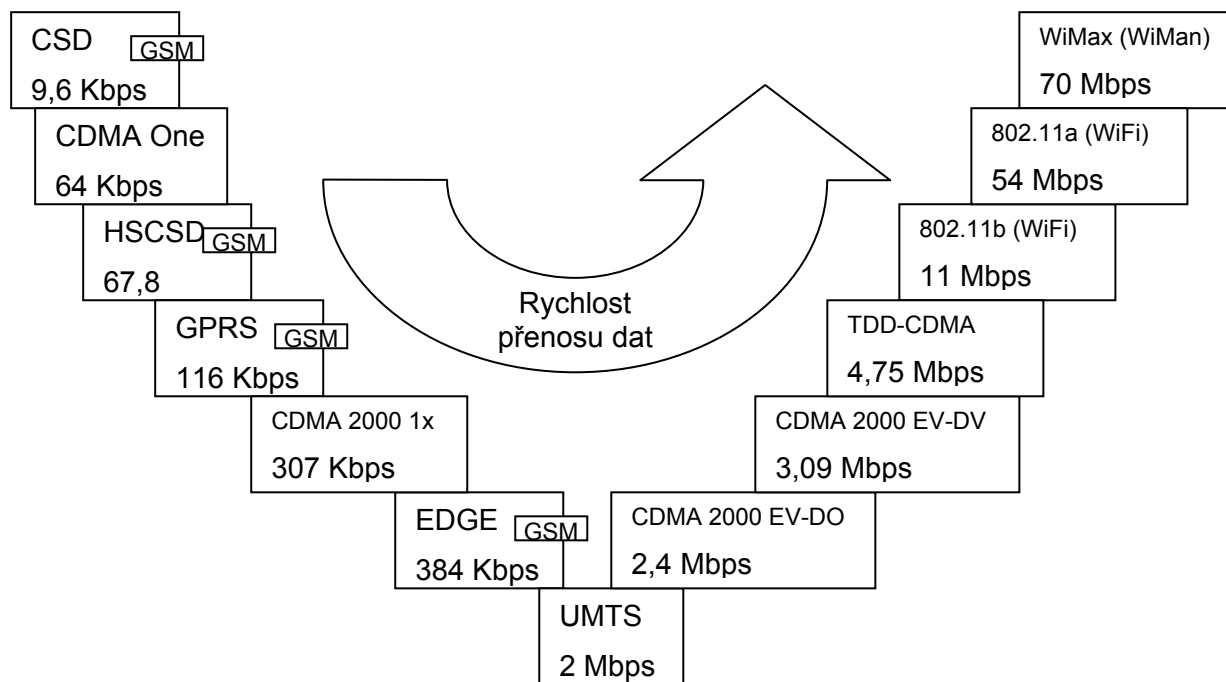 CSD
GSM
9,6 Kbps
CDMA One
64 Kbps
HSCSD
GSM
67,8
GPRS
GSM
116 Kbps
CDMA 2000 1x
307 Kbps
EDGE
GSM
384 Kbps
UMTS
2 Mbps
CDMA 2000 EV-DO
2,4 Mbps
CDMA 2000 EV-DV
3,09 Mbps
TDD-CDMA
4,75 Mbps
802.11b (WiFi)
11 Mbps
802.11a (WiFi)
54 Mbps
WiMax (WiMan)
70 Mbps
Rychlost
přenosu dat